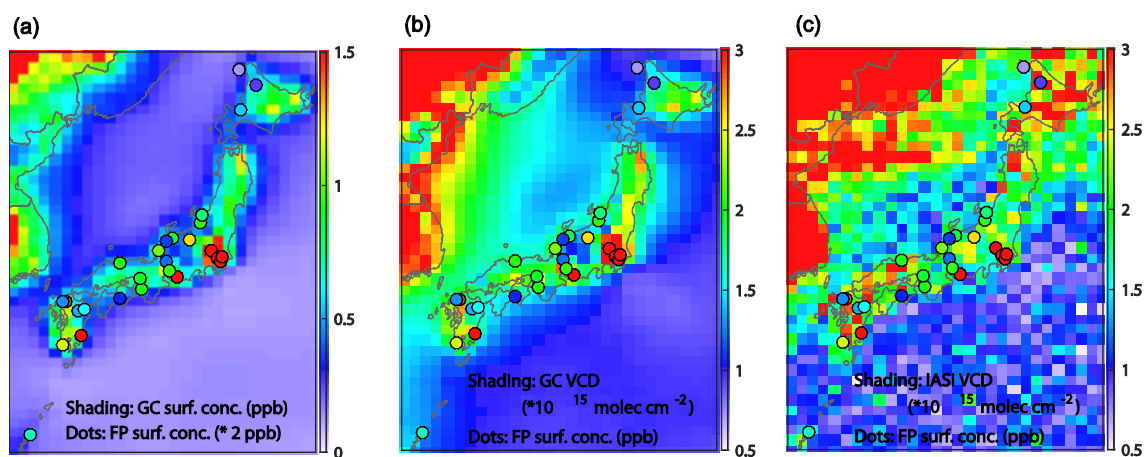 (a)
1.5
1
0.5
0
Shading: GC surf. conc. (ppb)
Dots: FP surf. conc. (* 2 ppb)
(b)
3
2.5
2
1.5
1
0.5
Shading: GC VCD
(*10 15 molec cm -2)
Dots: FP surf. conc. (ppb)
(c)
3
2.5
2
1.5
1
0.5
Shading: IASI VCD
(*10 15 molec cm -2)
Dots: FP surf. conc. (ppb)